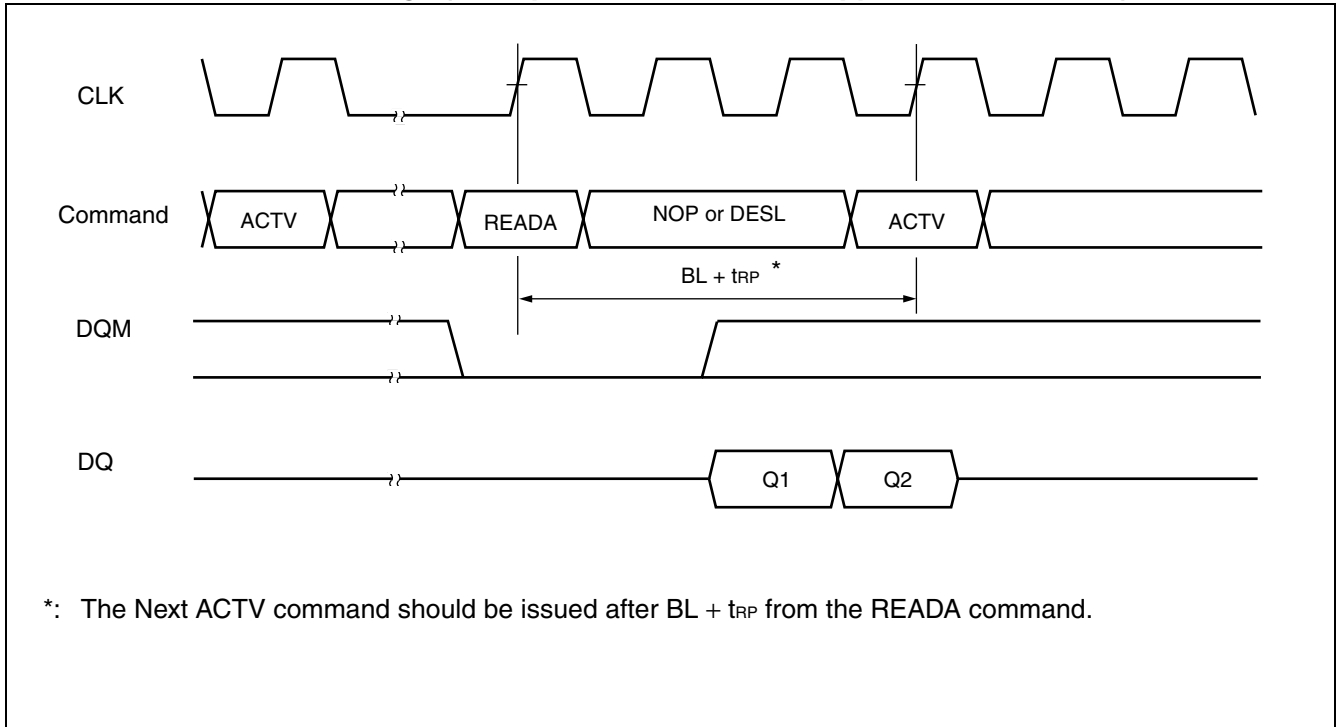 CLK
Command
ACTV
READA
NOP or DESL
ACTV
BL + tRP *
DQM
DQ
Q1
Q2
*: The Next ACTV command should be issued after BL + tRP from the READA command.